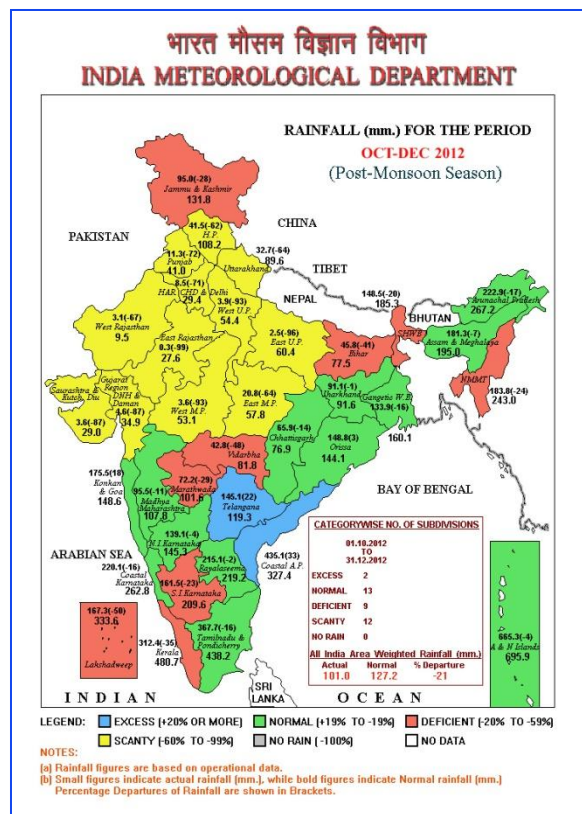 भारत मौसम विज्ञान विभाग
INDIA METEOROLOGICAL DEPARTMENT
RAINFALL (mm.) FOR THE PERIOD
OCT-DEC 2012
(Post-Monsoon Season)
95.0(-28)
Jammu & Kashmir
131.8
CHINA
41.5(-62)
H.P.
108.2
PAKISTAN
11.3(-72)
Punjab
41.0
32.7(-64)
89.6
Uttarakhand
TIBET
8.5(-71)
HAR. CHD & Delhi
29.4
NEPAL
3.9(-93)
West U.P.
54.4
148.5(-20)
185.3
BHUTAN
SHWB
222.9(-17)
Arunachal Pradesh
267.2
3.1(-67)
West Rajasthan
9.5
East Rajasthan
0.3(-99)
27.6
2.5(-96)
East U.P.
60.4
45.8(-41)
Bihar
77.5
181.3(-7)
Assam & Meghalaya
195.0
NMMT
183.8(-24)
243.0
Saurashtra &
Kutch, Diu
3.6(-87)
29.0
Gujarat
Region
DNH &
Daman
4.6(-87)
34.9
3.6(-93)
West M.P.
53.1
20.8(-64)
East M.P.
57.8
91.1(-1)
Jharkhand
91.6
Gangetic W.B.
133.9(-16)
160.1
65.9(-14)
Chhattisgarh
76.9
148.8(3)
Orissa
144.1
42.8(-48)
Vidarbha
81.8
175.5(18)
Konkan
& Goa
148.6
95.5(-11)
Madhya
Maharashtra
107.8
72.2(-29)
Marathwada
101.6
145.1(22)
Telangana
119.3
BAY OF BENGAL
ARABIAN SEA
139.1(-4)
N.I.Karnataka
145.3
215.1(-2)
Rayalaseema
219.2
435.1(33)
Coastal A.P.
327.4
220.1(-16)
Coastal
Karnataka
262.8
161.5(-23)
S.I.Karnataka
209.6
167.3(-50)
333.6
Lakshadweep
312.4(-35)
Kerala
480.7
367.7(-16)
Tamilnadu &
Pondicherry
438.2
665.3(-4)
A & N Islands
695.9
CATEGORYWISE NO. OF SUBDIVISIONS
01.10.2012
TO
31.12.2012
EXCESS 2
NORMAL 13
DEFICIENT 9
SCANTY 12
NO RAIN 0
All India Area Weighted Rainfall (mm.)
Actual Normal % Departure
101.0 127.2 -21
SRI
LANKA
INDIAN OCEAN
LEGEND: EXCESS (+20% OR MORE) NORMAL (+19% TO -19%) DEFICIENT (-20% TO -59%)
SCANTY (-60% TO -99%) NO RAIN (-100%) NO DATA
NOTES:
(a) Rainfall figures are based on operational data.
(b) Small figures indicate actual rainfall (mm.), while bold figures indicate Normal rainfall (mm.)
Percentage Departures of Rainfall are shown in Brackets.